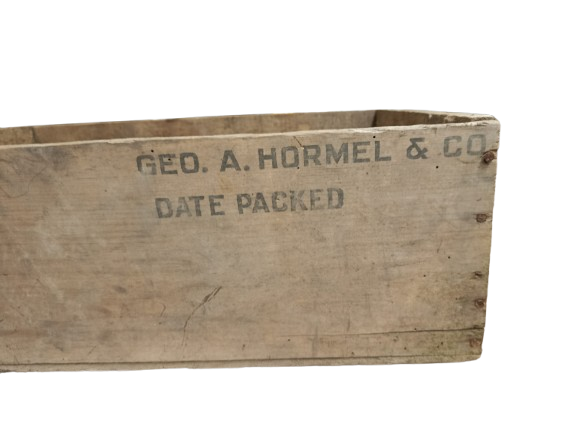 GEO. A. HORMEL & CO
DATE PACKED